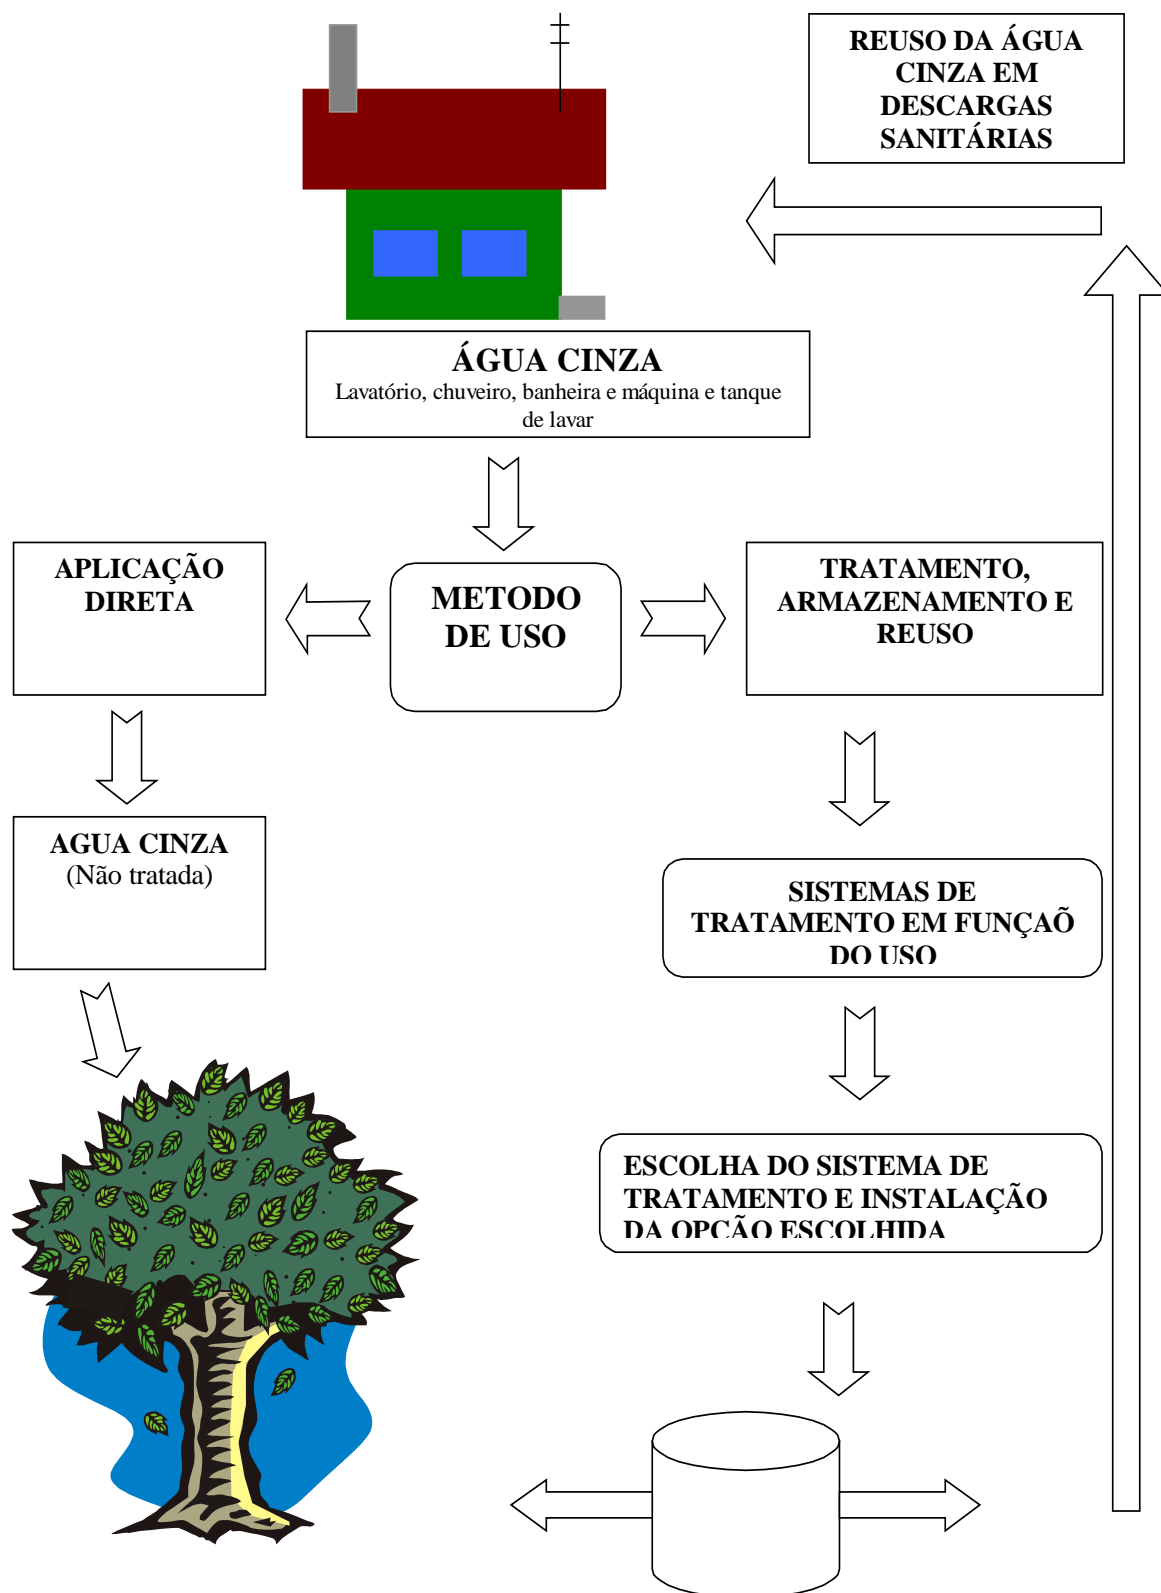 REUSO DA ÁGUA
CINZA EM
DESCARGAS
SANITÁRIAS
ÁGUA CINZA
Lavatório, chuveiro, banheira e máquina e tanque
de lavar
APLICAÇÃO
DIRETA
METODO
DE USO
TRATAMENTO,
ARMAZENAMENTO E
REUSO
AGUA CINZA
(Não tratada)
SISTEMAS DE
TRATAMENTO EM FUNÇAÕ
DO USO
ESCOLHA DO SISTEMA DE
TRATAMENTO E INSTALAÇÃO
DA OPÇÃO ESCOLHIDA